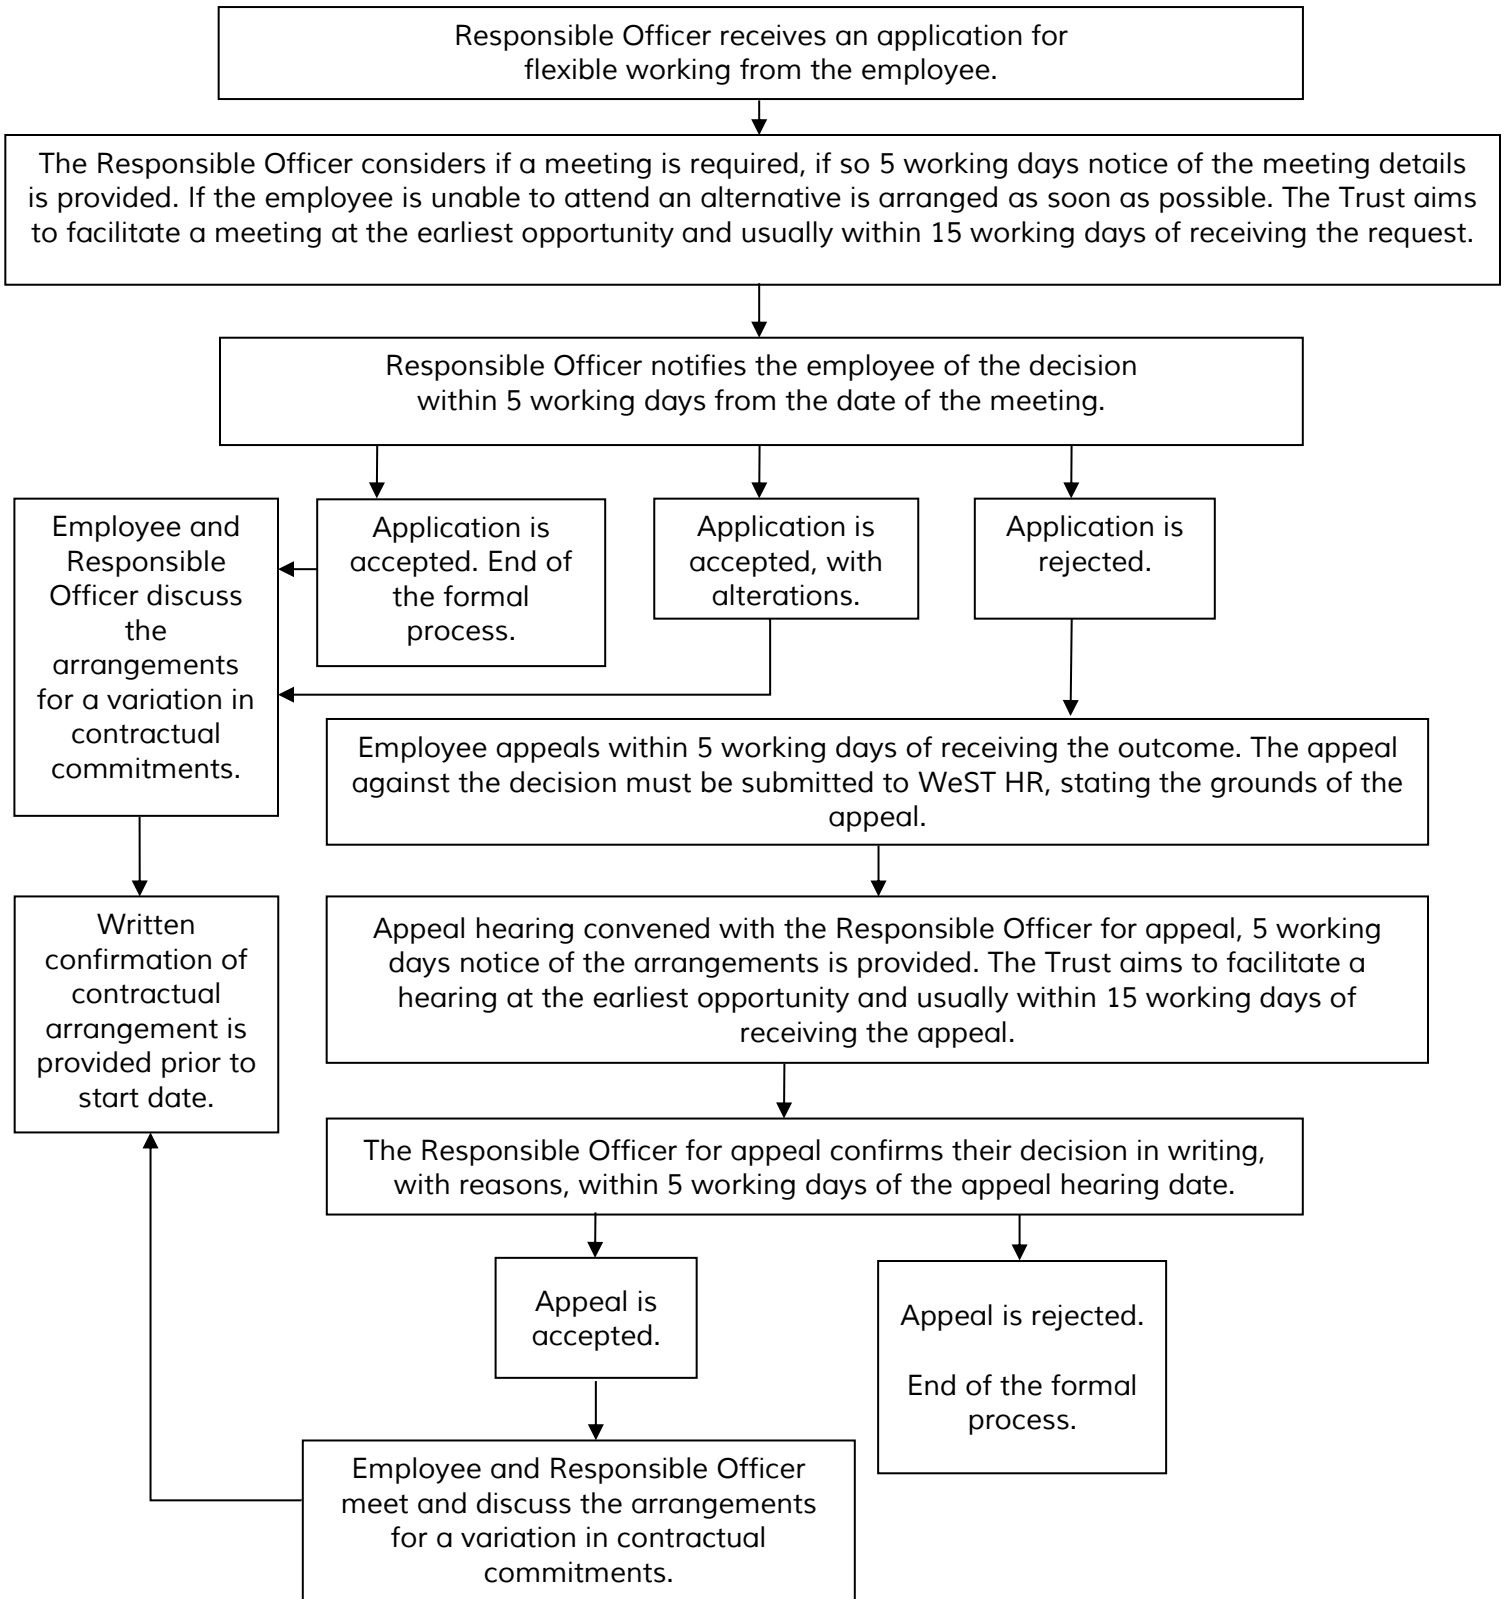 Responsible Officer receives an application for
flexible working from the employee.
The Responsible Officer considers if a meeting is required, if so 5 working days notice of the meeting details
is provided. If the employee is unable to attend an alternative is arranged as soon as possible. The Trust aims
to facilitate a meeting at the earliest opportunity and usually within 15 working days of receiving the request.
Responsible Officer notifies the employee of the decision
within 5 working days from the date of the meeting.
Employee and
Responsible
Officer discuss
the
arrangements
for a variation in
contractual
commitments.
Application is
accepted. End of
the formal
process.
Application is
accepted, with
alterations.
Application is
rejected.
Employee appeals within 5 working days of receiving the outcome. The appeal
against the decision must be submitted to WeST HR, stating the grounds of the
appeal.
Written
confirmation of
contractual
arrangement is
provided prior to
start date.
Appeal hearing convened with the Responsible Officer for appeal, 5 working
days notice of the arrangements is provided. The Trust aims to facilitate a
hearing at the earliest opportunity and usually within 15 working days of
receiving the appeal.
The Responsible Officer for appeal confirms their decision in writing,
with reasons, within 5 working days of the appeal hearing date.
Appeal is
accepted.
Appeal is rejected.
End of the formal
process.
Employee and Responsible Officer
meet and discuss the arrangements
for a variation in contractual
commitments.